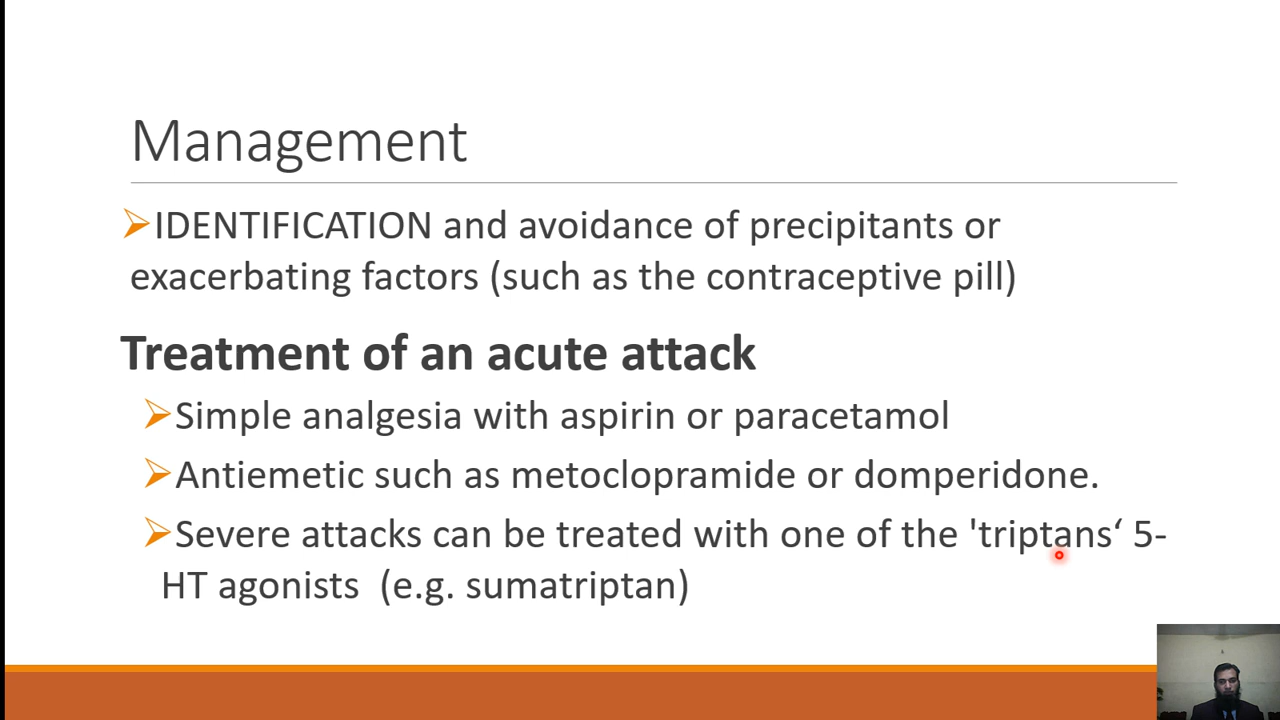 Management
IDENTIFICATION and avoidance of precipitants or
exacerbating factors (such as the contraceptive pill)
Treatment of an acute attack
Simple analgesia with aspirin or paracetamol
Antiemetic such as metoclopramide or domperidone.
Severe attacks can be treated with one of the 'triptans‘ 5-
HT agonists  (e.g. sumatriptan)